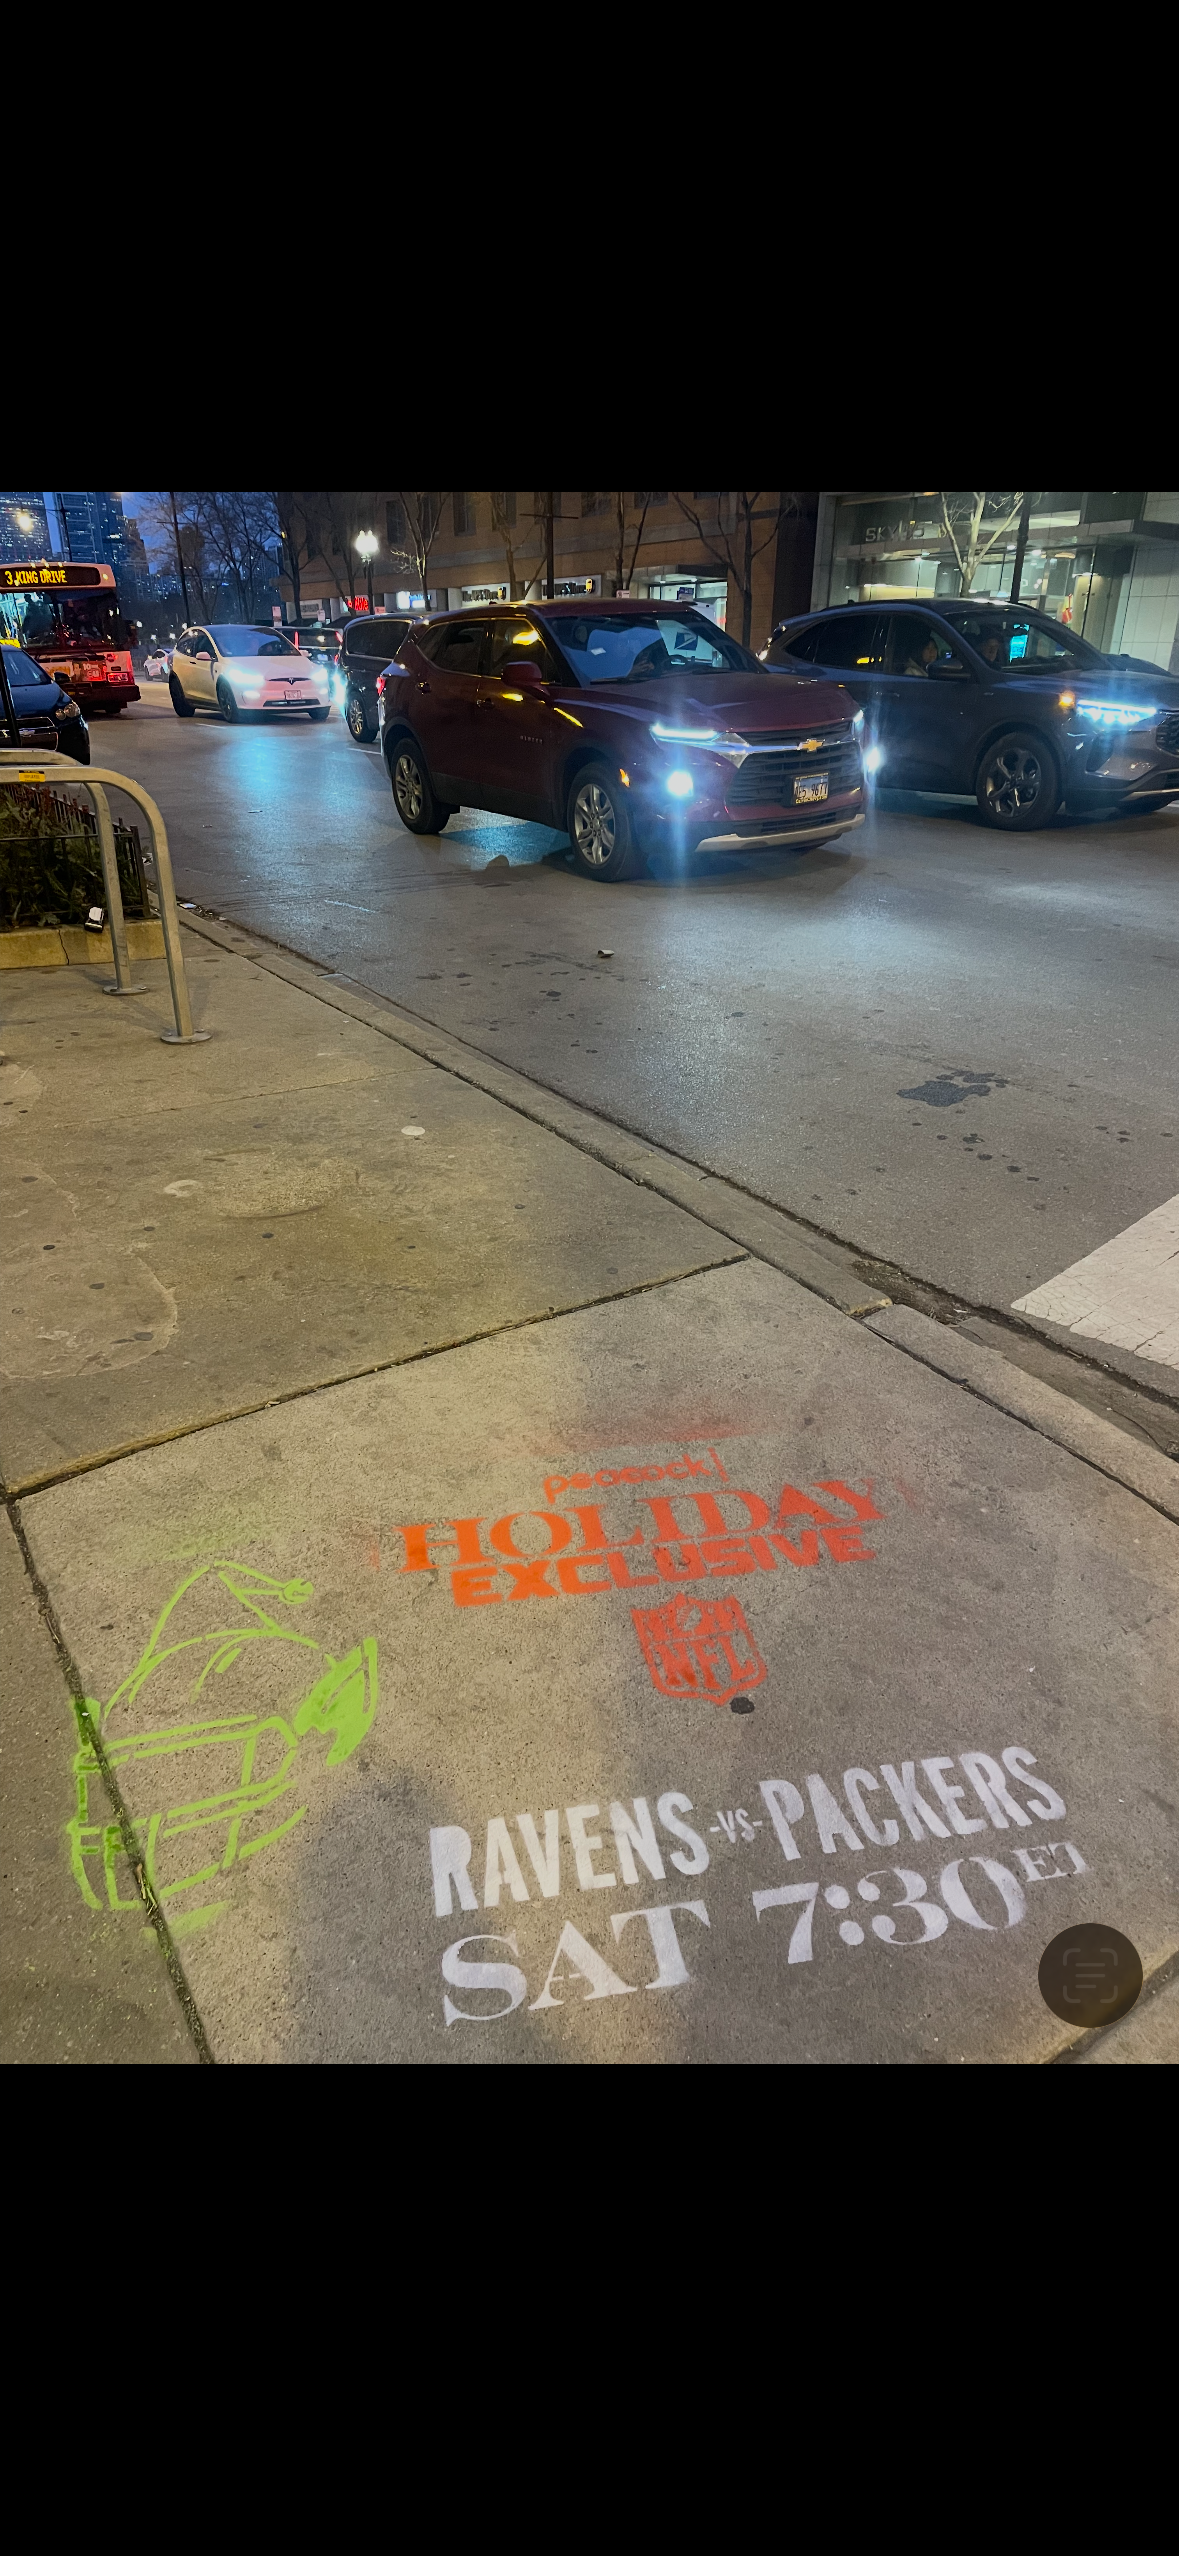 3 KING DRIVE
peacock
HOLIDAY
EXCLUSIVE
NFL
RAVENS -VS- PACKERS
SAT 7:30 ET